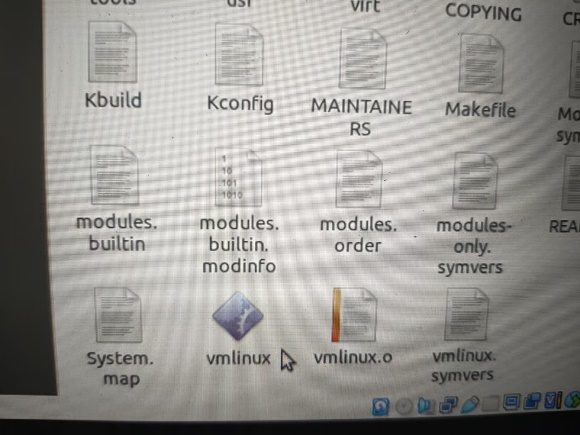 tools
usr
virt
COPYING
CR
Kbuild
Kconfig
MAINTAINE
RS
Makefile
Mo
sym
modules.
builtin
1
10
101
1010
modules.
builtin.
modinfo
modules.
order
modules-
only.
symvers
REA
System.
map
vmlinux
vmlinux.o
vmlinux.
symvers